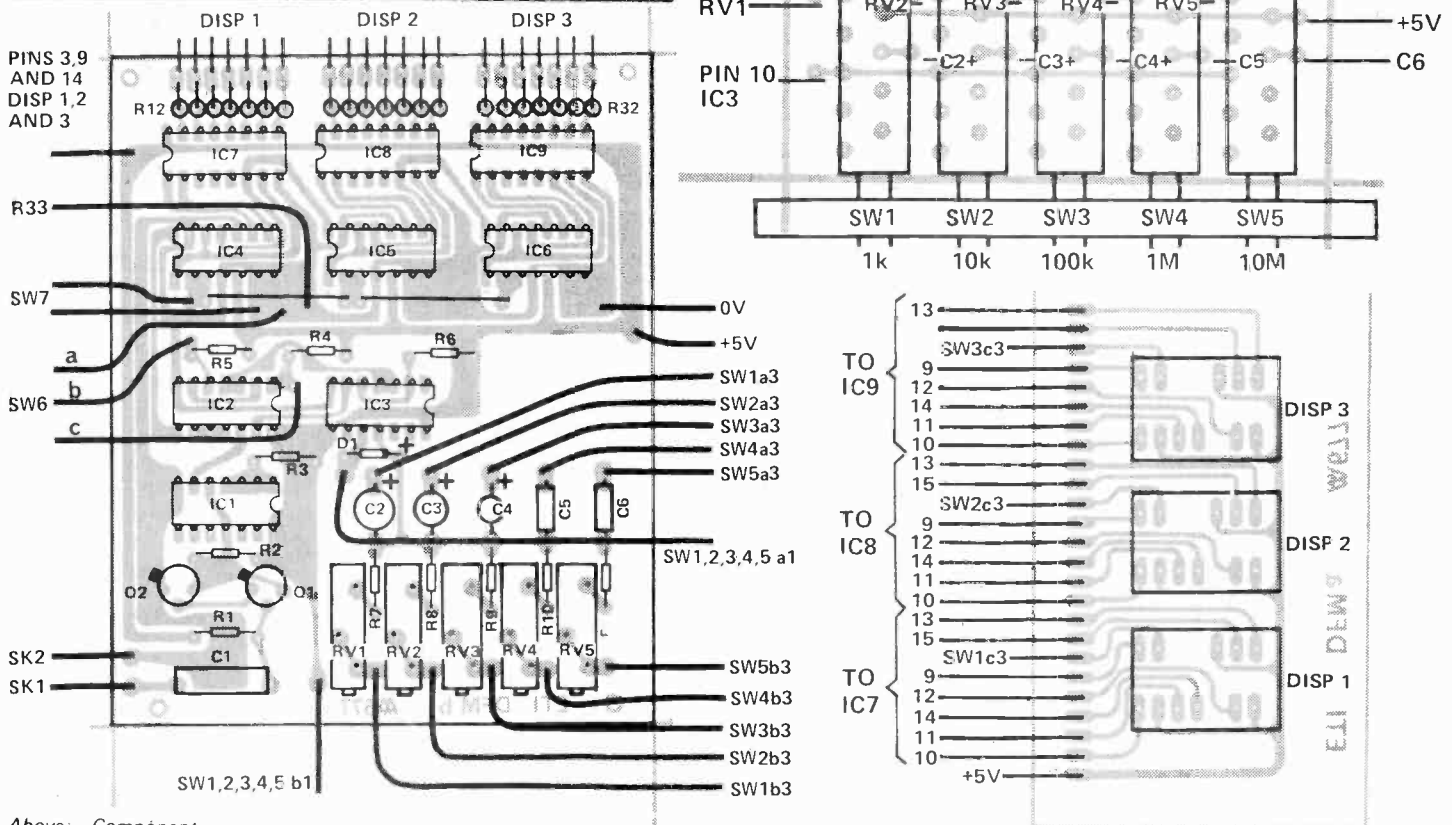 DISP 1 DISP 2 DISP 3
PINS 3,9
AND 14
DISP 1,2
AND 3
R12 R32
IC7 IC8 IC9
R33
IC4 IC5 IC6
SW7
0V
+5V
a
R5 R4 R6
b
SW6
c
IC2 IC3
SW1a3
SW2a3
SW3a3
SW4a3
SW5a3
D1 +
R3
IC1
+ + +
C2 C3 C4 C5 C6
SW1,2,3,4,5 a1
R2
Q2 Q1
R1
C1
R7 R8 R9 R10
RV1 RV2 RV3 RV4 RV5
SK2
SK1
SW5b3
SW4b3
SW3b3
SW2b3
SW1b3
ETI DFM b
SW1,2,3,4,5 b1
Above: Component
RV1 RV2 RV3 RV4 RV5
+5V
C2+ C3+ C4+ C5 C6
PIN 10
IC3
SW1 SW2 SW3 SW4 SW5
1k 10k 100k 1M 10M
TO
IC9
13
SW3c3
9
12
14
11
10
TO
IC8
13
15
SW2c3
9
12
14
11
10
TO
IC7
13
15
SW1c3
9
12
14
11
10
+5V
DISP 3
DISP 2
DISP 1
ETI DFM a